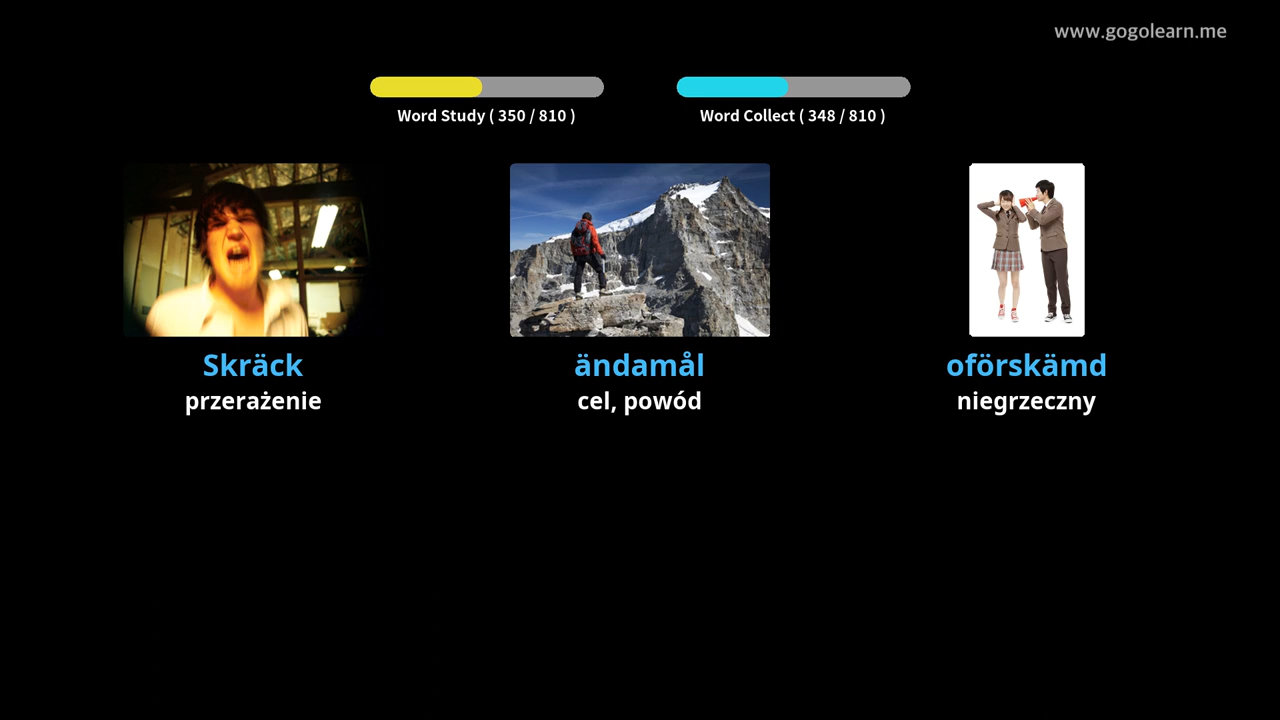 www.gogolearn.me
Word Study ( 350 / 810 )
Word Collect ( 348 / 810 )
Skräck
ändamål
oförskämd
przerażenie
cel, powód
niegrzeczny